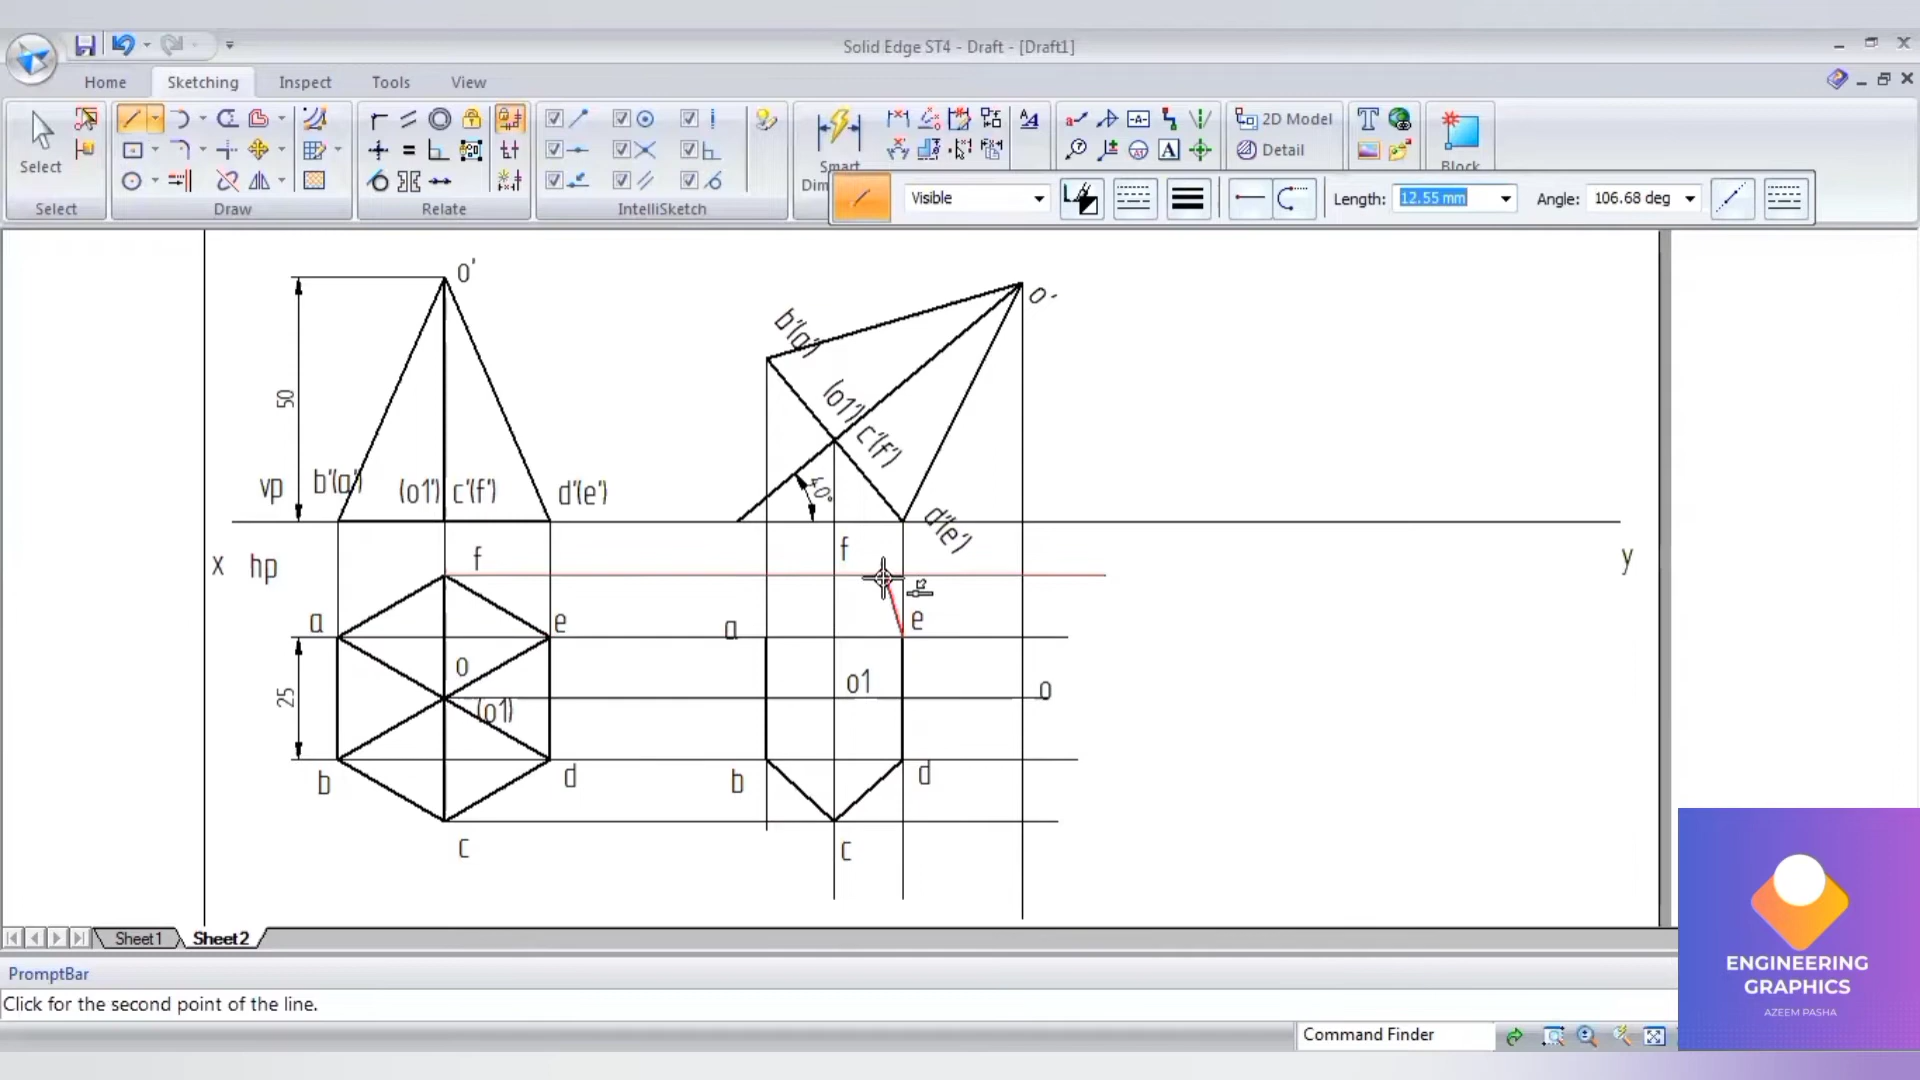 Solid Edge ST4 - Draft - [Draft1]
Home Sketching Inspect Tools View
2D Model
Select
Smart
Detail
Block
Select Draw Relate IntelliSketch
Visible Length: 12.55 mm Angle: 106.68 deg
o'
o'
b'(a')
50
(o1')
c'(f')
vp b'(a') (o1') c'(f') d'(e')
40°
d'(e')
x hp f f y
a e a e
o
o1 o
25 (o1)
b d b d
c c
Sheet1 Sheet2
PromptBar
Click for the second point of the line.
Command Finder
ENGINEERING
GRAPHICS
AZEEM PASHA